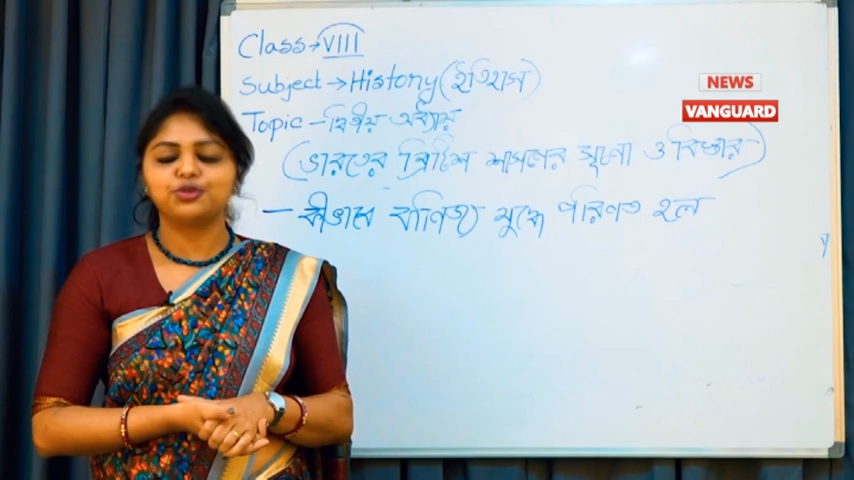 Class→VIII
Subject→History (ইতিহাস)
Topic - দ্বিতীয় অধ্যায়
(ভারতের ব্রিটিশ শাসনের সূচনা ও বিস্তার)
- কীভাবে বাণিজ্য যুদ্ধে পরিণত হল
NEWS
VANGUARD